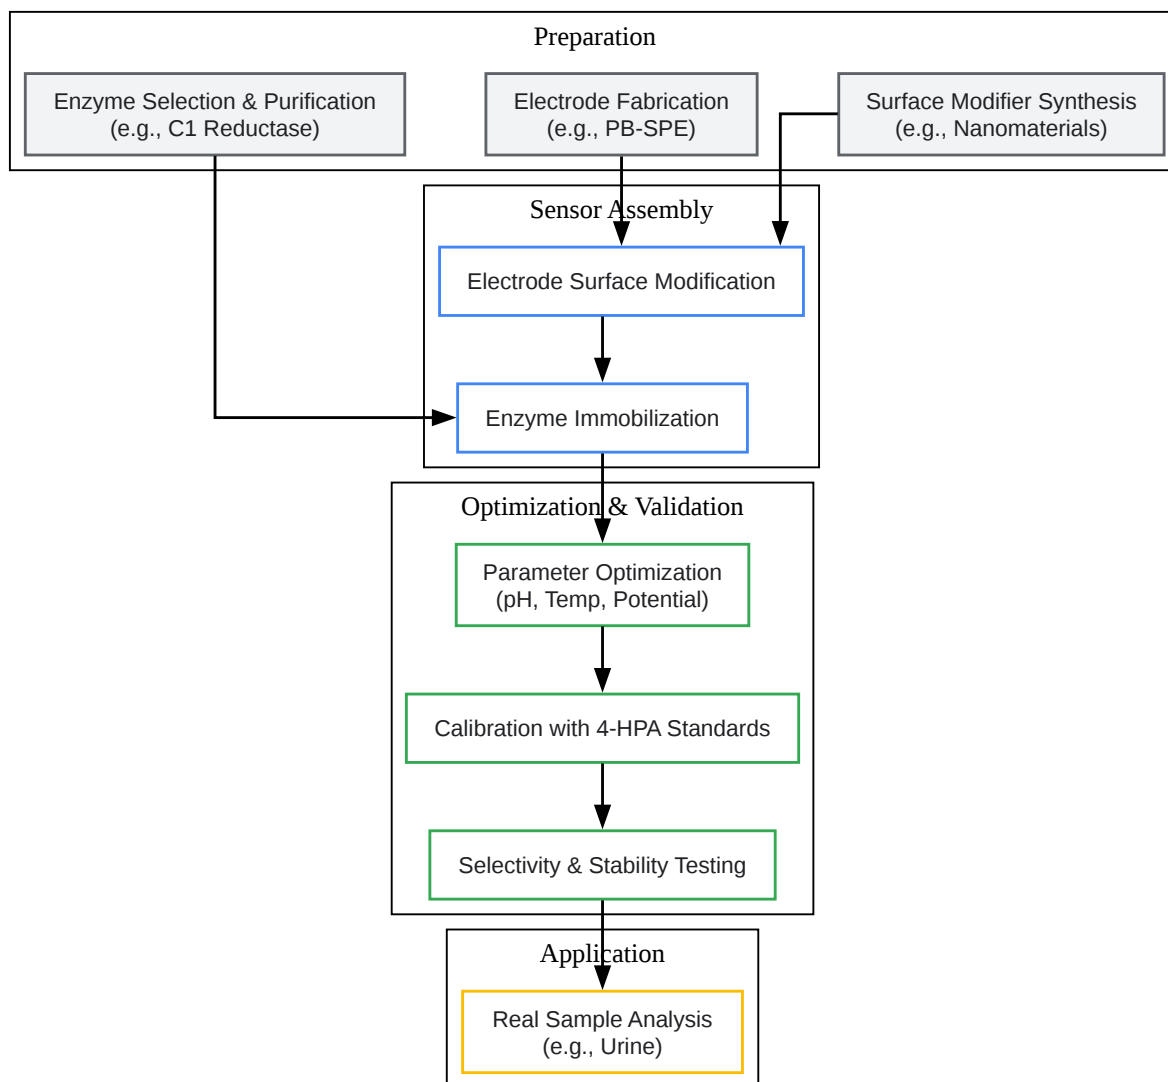 Preparation
Enzyme Selection & Purification
(e.g., C1 Reductase)
Electrode Fabrication
(e.g., PB-SPE)
Surface Modifier Synthesis
(e.g., Nanomaterials)
Sensor Assembly
Electrode Surface Modification
Enzyme Immobilization
Optimization & Validation
Parameter Optimization
(pH, Temp, Potential)
Calibration with 4-HPA Standards
Selectivity & Stability Testing
Application
Real Sample Analysis
(e.g., Urine)